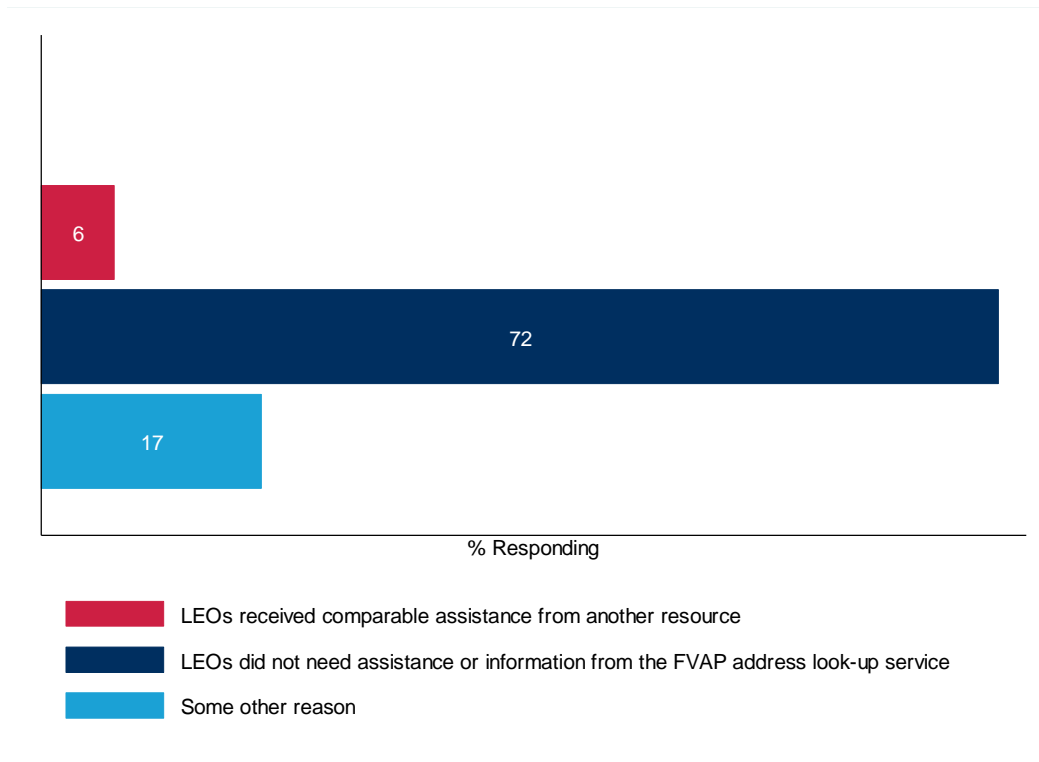 6
72
17
% Responding
LEOs received comparable assistance from another resource
LEOs did not need assistance or information from the FVAP address look-up service
Some other reason